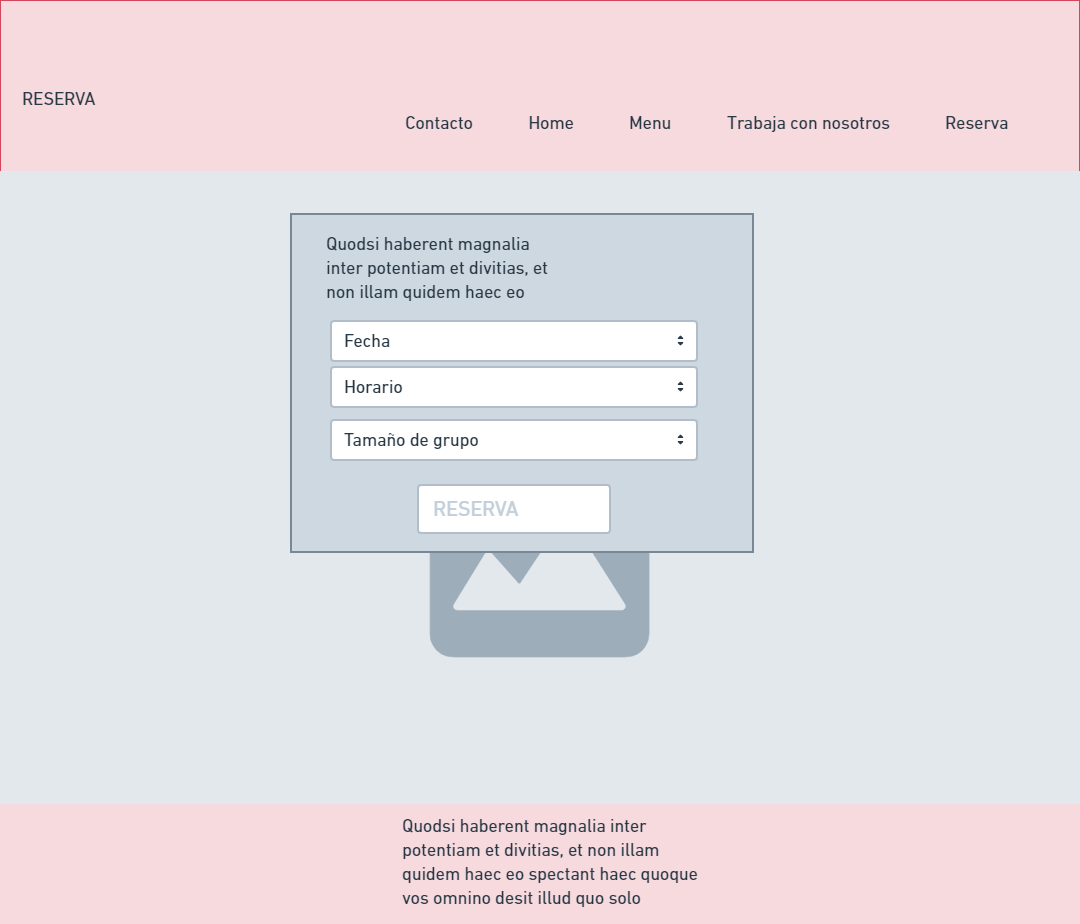 RESERVA
Contacto Home Menu Trabaja con nosotros Reserva
Quodsi haberent magnalia
inter potentiam et divitias, et
non illam quidem haec eo
Fecha
Horario
Tamaño de grupo
RESERVA
Quodsi haberent magnalia inter
potentiam et divitias, et non illam
quidem haec eo spectant haec quoque
vos omnino desit illud quo solo